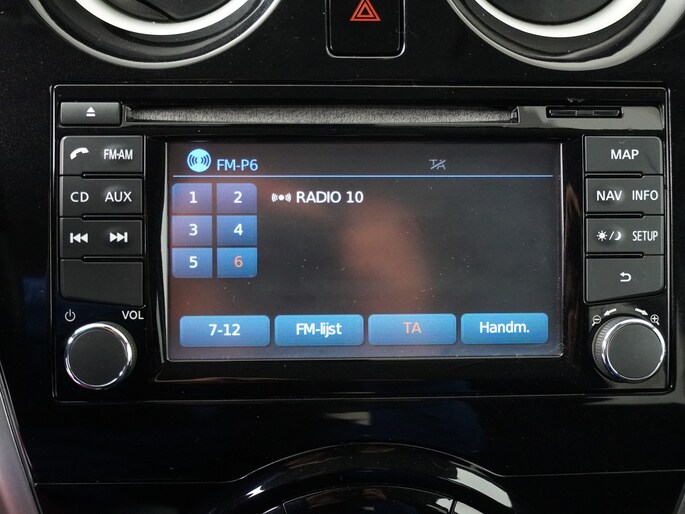 FM-AM
CD AUX
VOL
FM-P6
TA
1 2
3 4
5 6
RADIO 10
7-12 FM-lijst TA Handm.
MAP
NAV INFO
SETUP